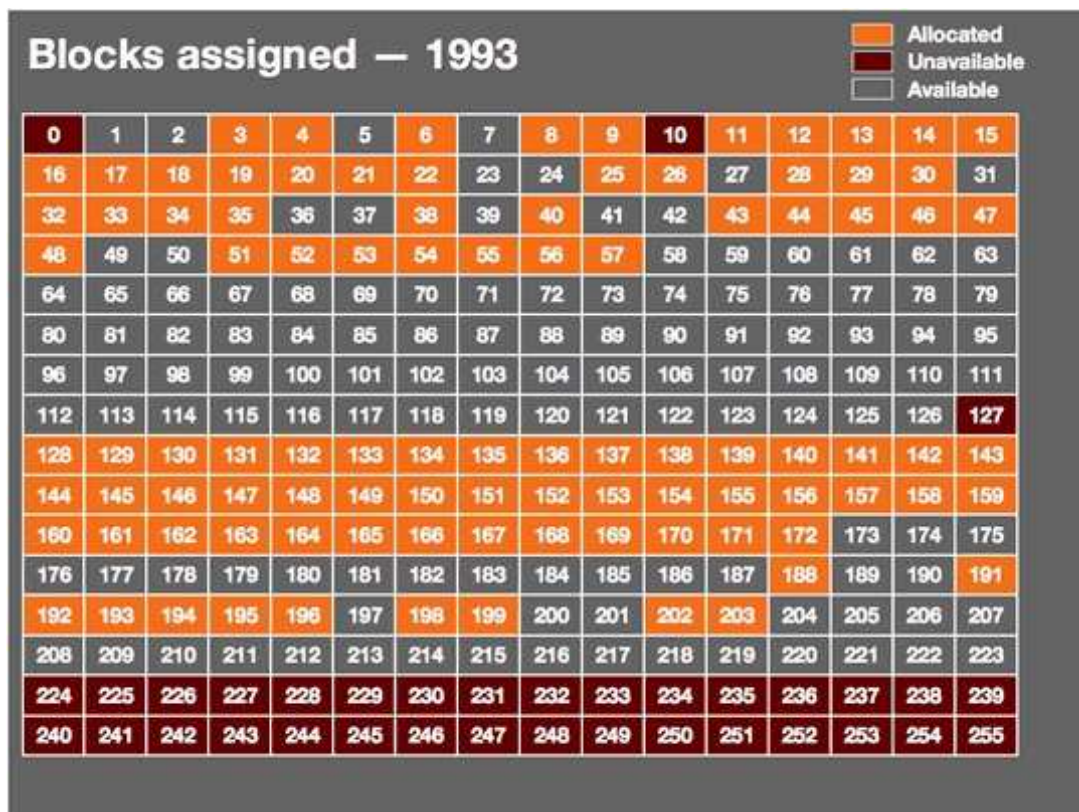 Blocks assigned — 1993
Allocated
Unavailable
Available
0 1 2 3 4 5 6 7 8 9 10 11 12 13 14 15
16 17 18 19 20 21 22 23 24 25 26 27 28 29 30 31
32 33 34 35 36 37 38 39 40 41 42 43 44 45 46 47
48 49 50 51 52 53 54 55 56 57 58 59 60 61 62 63
64 65 66 67 68 69 70 71 72 73 74 75 76 77 78 79
80 81 82 83 84 85 86 87 88 89 90 91 92 93 94 95
96 97 98 99 100 101 102 103 104 105 106 107 108 109 110 111
112 113 114 115 116 117 118 119 120 121 122 123 124 125 126 127
128 129 130 131 132 133 134 135 136 137 138 139 140 141 142 143
144 145 146 147 148 149 150 151 152 153 154 155 156 157 158 159
160 161 162 163 164 165 166 167 168 169 170 171 172 173 174 175
176 177 178 179 180 181 182 183 184 185 186 187 188 189 190 191
192 193 194 195 196 197 198 199 200 201 202 203 204 205 206 207
208 209 210 211 212 213 214 215 216 217 218 219 220 221 222 223
224 225 226 227 228 229 230 231 232 233 234 235 236 237 238 239
240 241 242 243 244 245 246 247 248 249 250 251 252 253 254 255